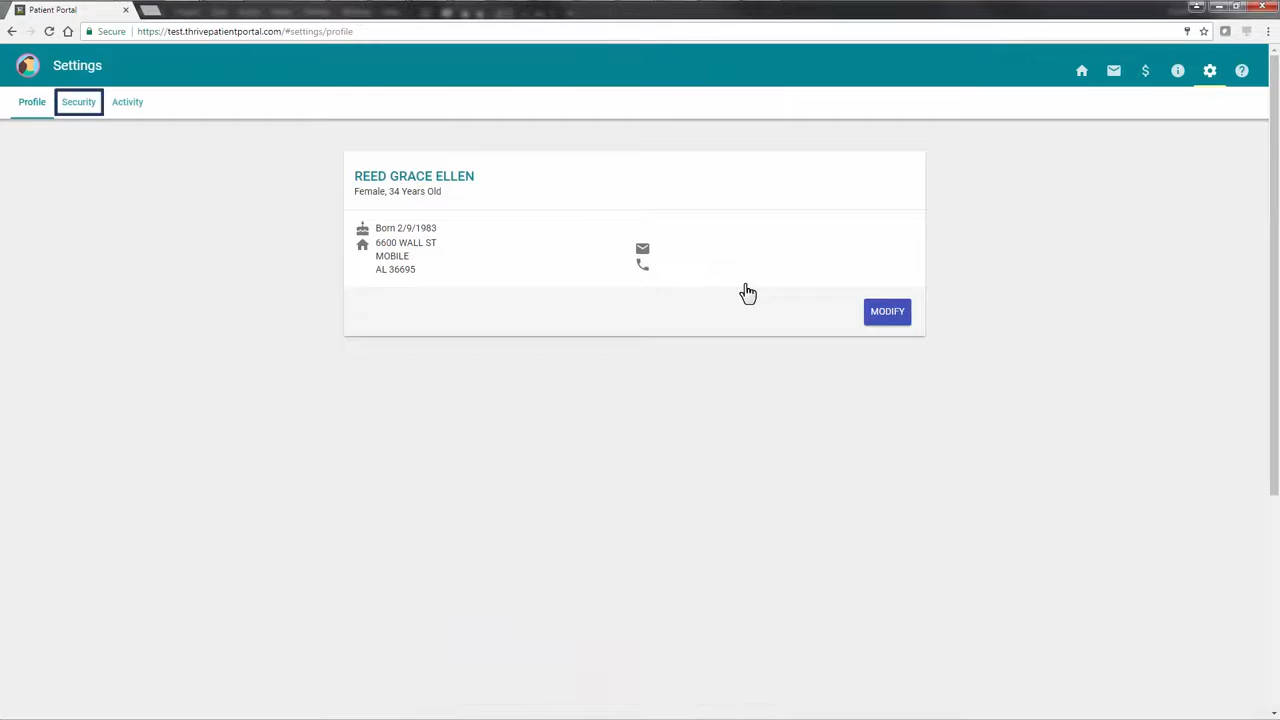 Patient Portal
Secure https://test.thrivepatientportal.com/#settings/profile
Settings
Profile Security Activity
REED GRACE ELLEN
Female, 34 Years Old
Born 2/9/1983
6600 WALL ST
MOBILE
AL 36695
MODIFY